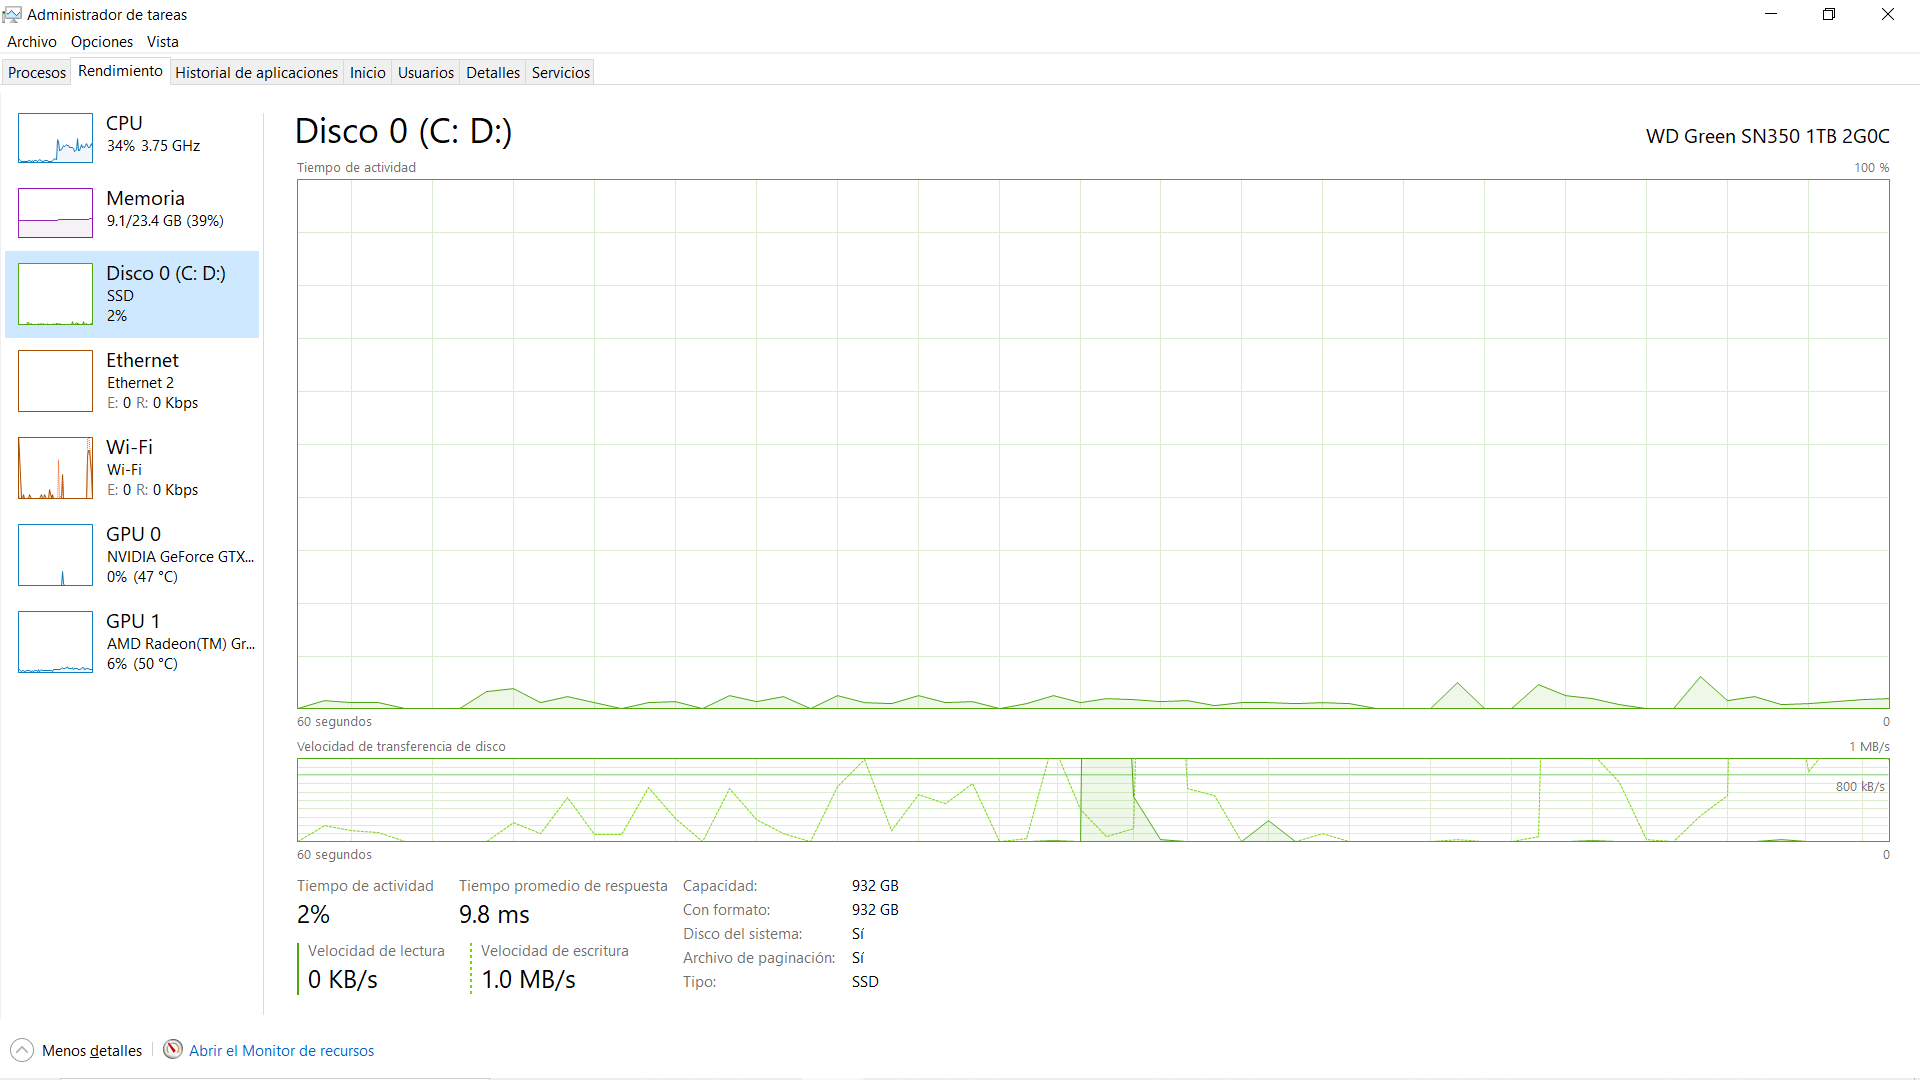 Administrador de tareas
Archivo Opciones Vista
Procesos Rendimiento Historial de aplicaciones Inicio Usuarios Detalles Servicios
CPU
34% 3.75 GHz
Memoria
9.1/23.4 GB (39%)
Disco 0 (C: D:)
SSD
2%
Ethernet
Ethernet 2
E: 0 R: 0 Kbps
Wi-Fi
Wi-Fi
E: 0 R: 0 Kbps
GPU 0
NVIDIA GeForce GTX...
0% (47 °C)
GPU 1
AMD Radeon(TM) Gr...
6% (50 °C)
Disco 0 (C: D:)
WD Green SN350 1TB 2G0C
Tiempo de actividad 100 %
60 segundos 0
Velocidad de transferencia de disco 1 MB/s
800 kB/s
60 segundos 0
Tiempo de actividad
2%
Tiempo promedio de respuesta
9.8 ms
Velocidad de lectura
0 KB/s
Velocidad de escritura
1.0 MB/s
Capacidad: 932 GB
Con formato: 932 GB
Disco del sistema: Sí
Archivo de paginación: Sí
Tipo: SSD
Menos detalles
Abrir el Monitor de recursos